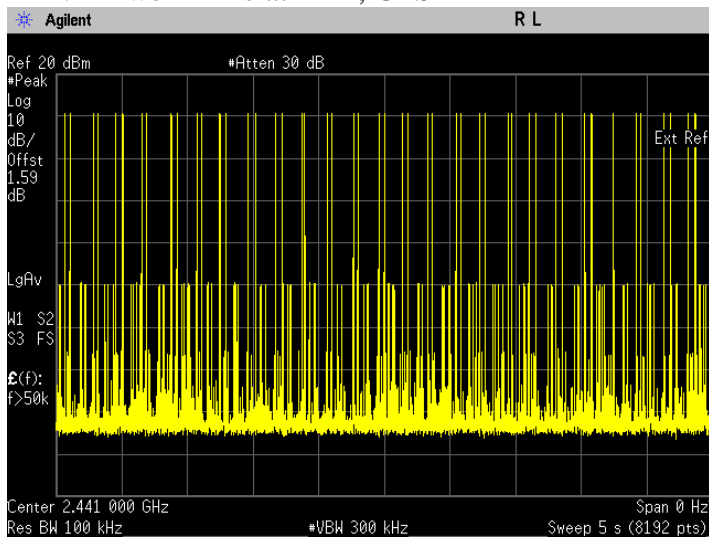 Agilent R L
Ref 20 dBm #Atten 30 dB
#Peak
Log
10
dB/
Offst
1.59
dB
Ext Ref
LgAv
W1 S2
S3 FS
£(f):
f>50k
Center 2.441 000 GHz Span 0 Hz
Res BW 100 kHz #VBW 300 kHz Sweep 5 s (8192 pts)